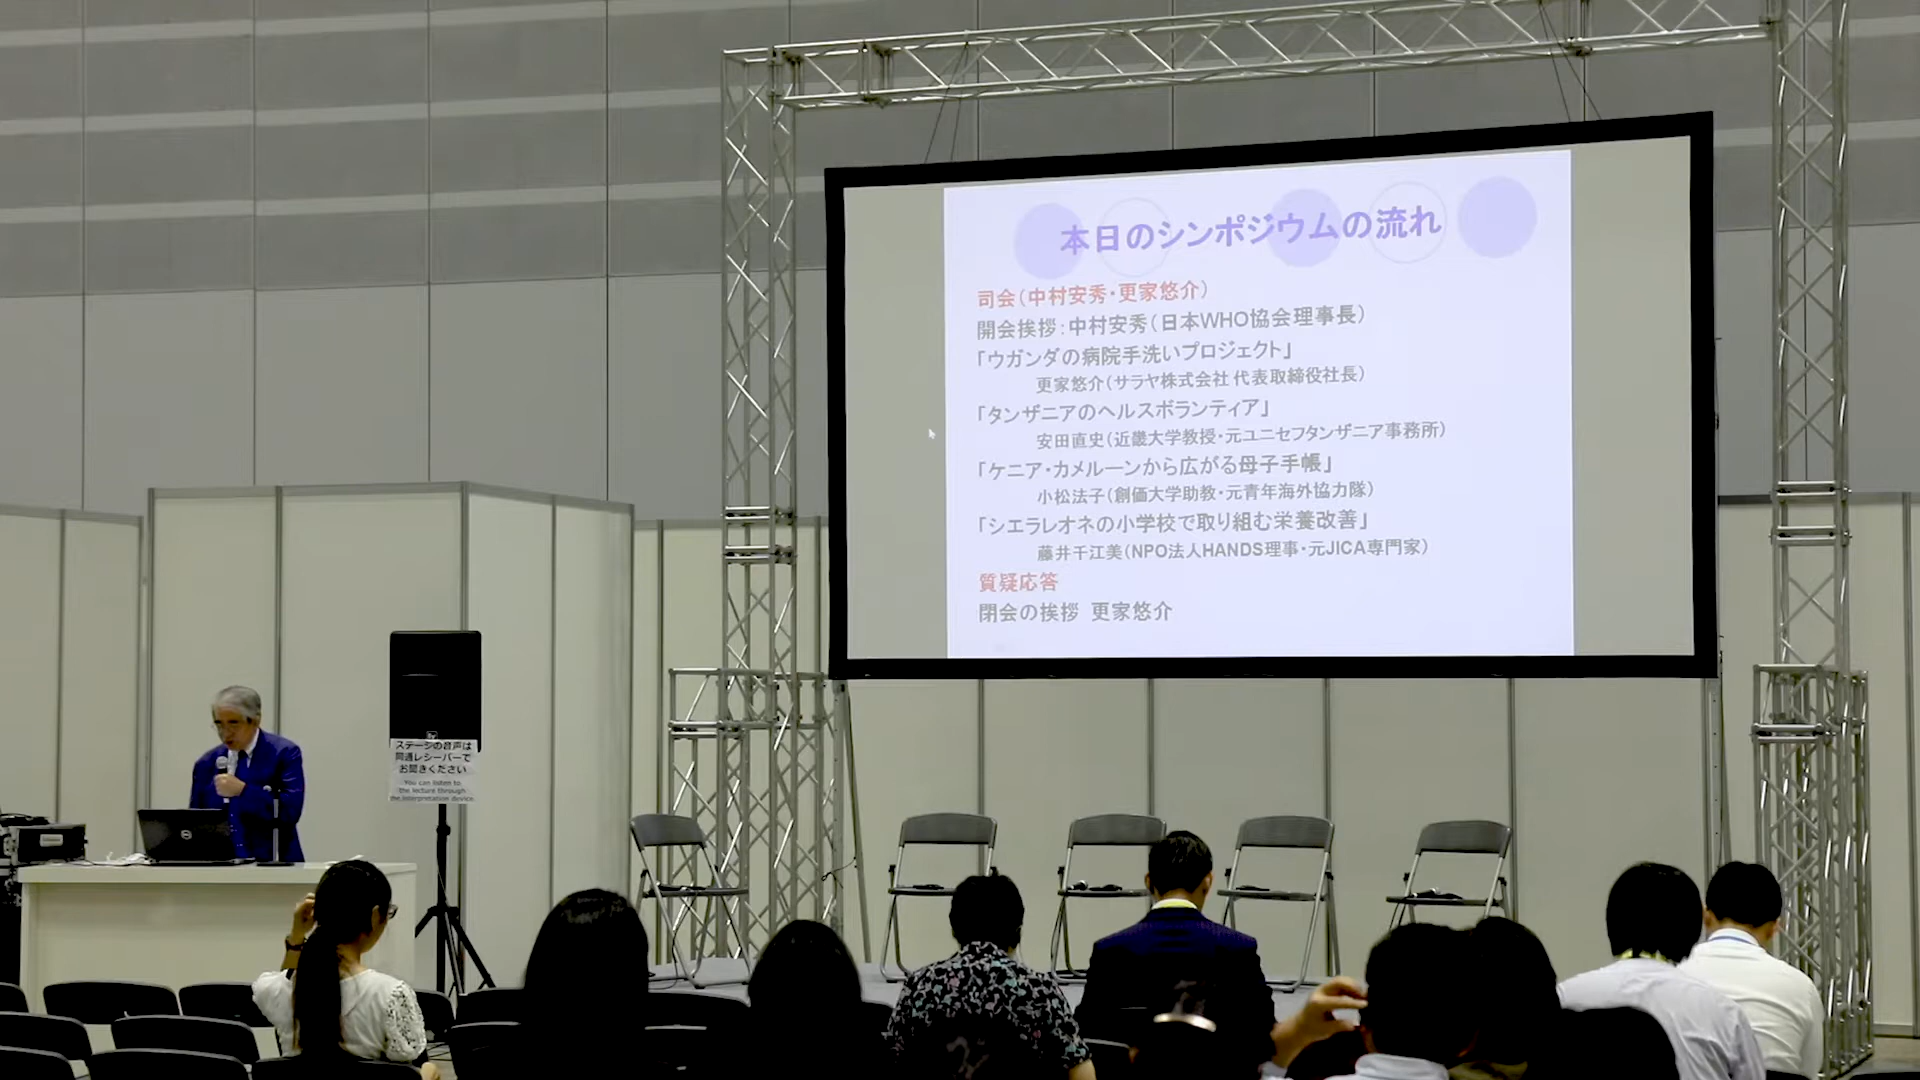 本日のシンポジウムの流れ
司会（中村安秀・更家悠介）
開会挨拶：中村安秀（日本WHO協会理事長）
「ウガンダの病院手洗いプロジェクト」
更家悠介（サラヤ株式会社 代表取締役社長）
「タンザニアのヘルスボランティア」
安田直史（近畿大学教授・元ユニセフタンザニア事務所）
「ケニア・カメルーンから広がる母子手帳」
小松法子（創価大学助教・元青年海外協力隊）
「シエラレオネの小学校で取り組む栄養改善」
藤井千江美（NPO法人HANDS理事・元JICA専門家）
質疑応答
閉会の挨拶 更家悠介
ステージの音声は
同通レシーバーで
お聞きください
You can listen to
the lecture through
the interpretation device
DELL